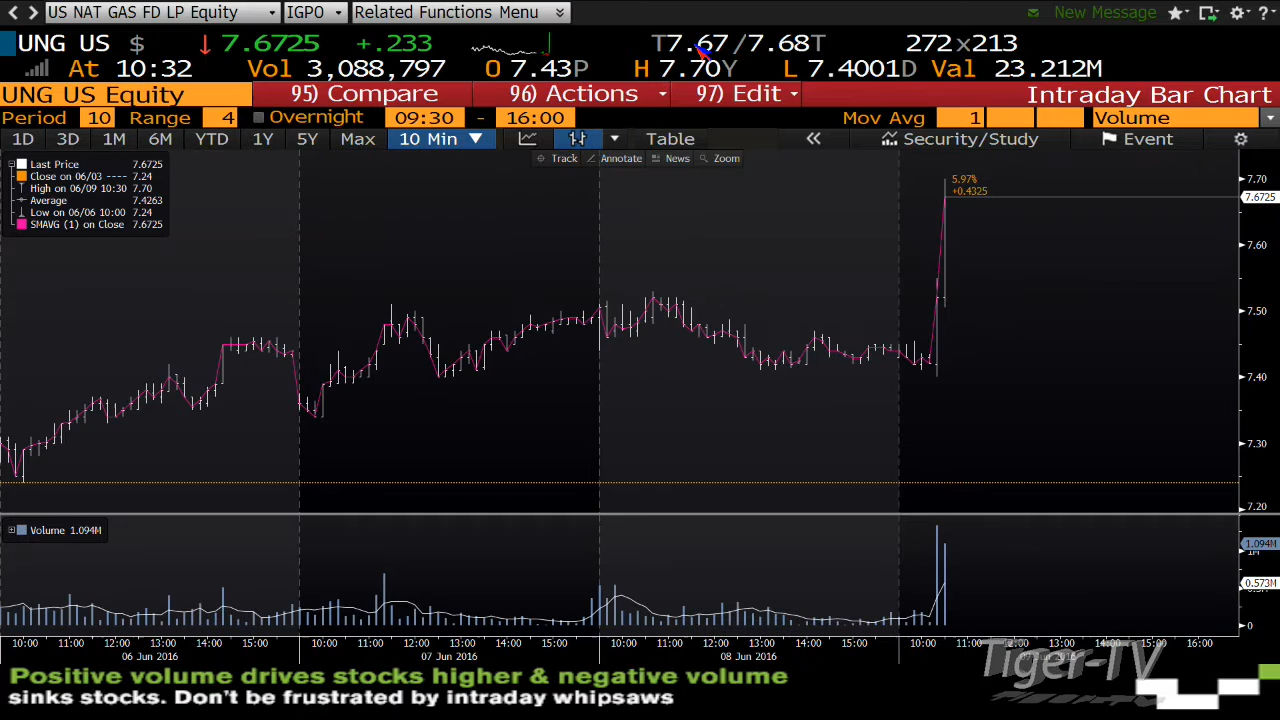 US NAT GAS FD LP Equity IGPO Related Functions Menu New Message
UNG US $ 7.6725 +.233 T7.67/7.68T 272x213
At 10:32 Vol 3,088,797 O 7.43P H 7.70Y L 7.4001D Val 23.212M
UNG US Equity 95) Compare 96) Actions 97) Edit Intraday Bar Chart
Period 10 Range 4 Overnight 09:30 - 16:00 Mov Avg 1 Volume
1D 3D 1M 6M YTD 1Y 5Y Max 10 Min Table Security/Study Event
Track Annotate News Zoom
Last Price 7.6725
Close on 06/03 ---- 7.24
High on 06/09 10:30 7.70
Average 7.4263
Low on 06/06 10:00 7.24
SMAVG (1) on Close 7.6725
5.97%
+0.4325
7.70
7.6725
7.60
7.50
7.40
7.30
7.20
Volume 1.094M
1.094M
1M
0.573M
0
10:00 11:00 12:00 13:00 14:00 15:00 10:00 11:00 12:00 13:00 14:00 15:00 10:00 11:00 12:00 13:00 14:00 15:00 10:00 11:00 12:00 13:00 14:00 15:00 16:00
06 Jun 2016 07 Jun 2016 08 Jun 2016 09 Jun 2016
Tiger-TV
Positive volume drives stocks higher & negative volume
sinks stocks. Don't be frustrated by intraday whipsaws